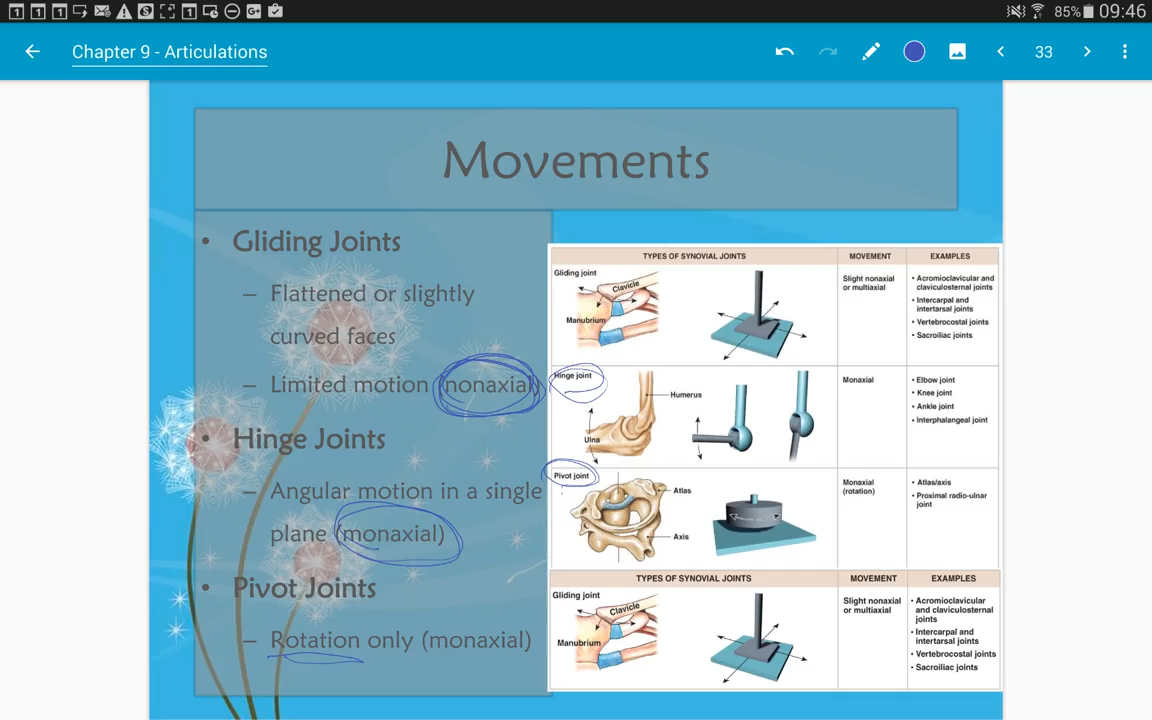 85% 09:46
Chapter 9 - Articulations
33
Movements
• Gliding Joints
– Flattened or slightly
curved faces
– Limited motion (nonaxial)
• Hinge Joints
– Angular motion in a single
plane (monaxial)
• Pivot Joints
– Rotation only (monaxial)
TYPES OF SYNOVIAL JOINTS MOVEMENT EXAMPLES
Gliding joint
Clavicle
Manubrium
Slight nonaxial
or multiaxial
• Acromioclavicular and
claviculosternal joints
• Intercarpal and
intertarsal joints
• Vertebrocostal joints
• Sacroiliac joints
Hinge joint
Humerus
Ulna
Monaxial
• Elbow joint
• Knee joint
• Ankle joint
• Interphalangeal joint
Pivot joint
Atlas
Axis
Monaxial
(rotation)
• Atlas/axis
• Proximal radio-ulnar
joint
TYPES OF SYNOVIAL JOINTS MOVEMENT EXAMPLES
Gliding joint
Clavicle
Manubrium
Slight nonaxial
or multiaxial
• Acromioclavicular
and claviculosternal
joints
• Intercarpal and
intertarsal joints
• Vertebrocostal joints
• Sacroiliac joints